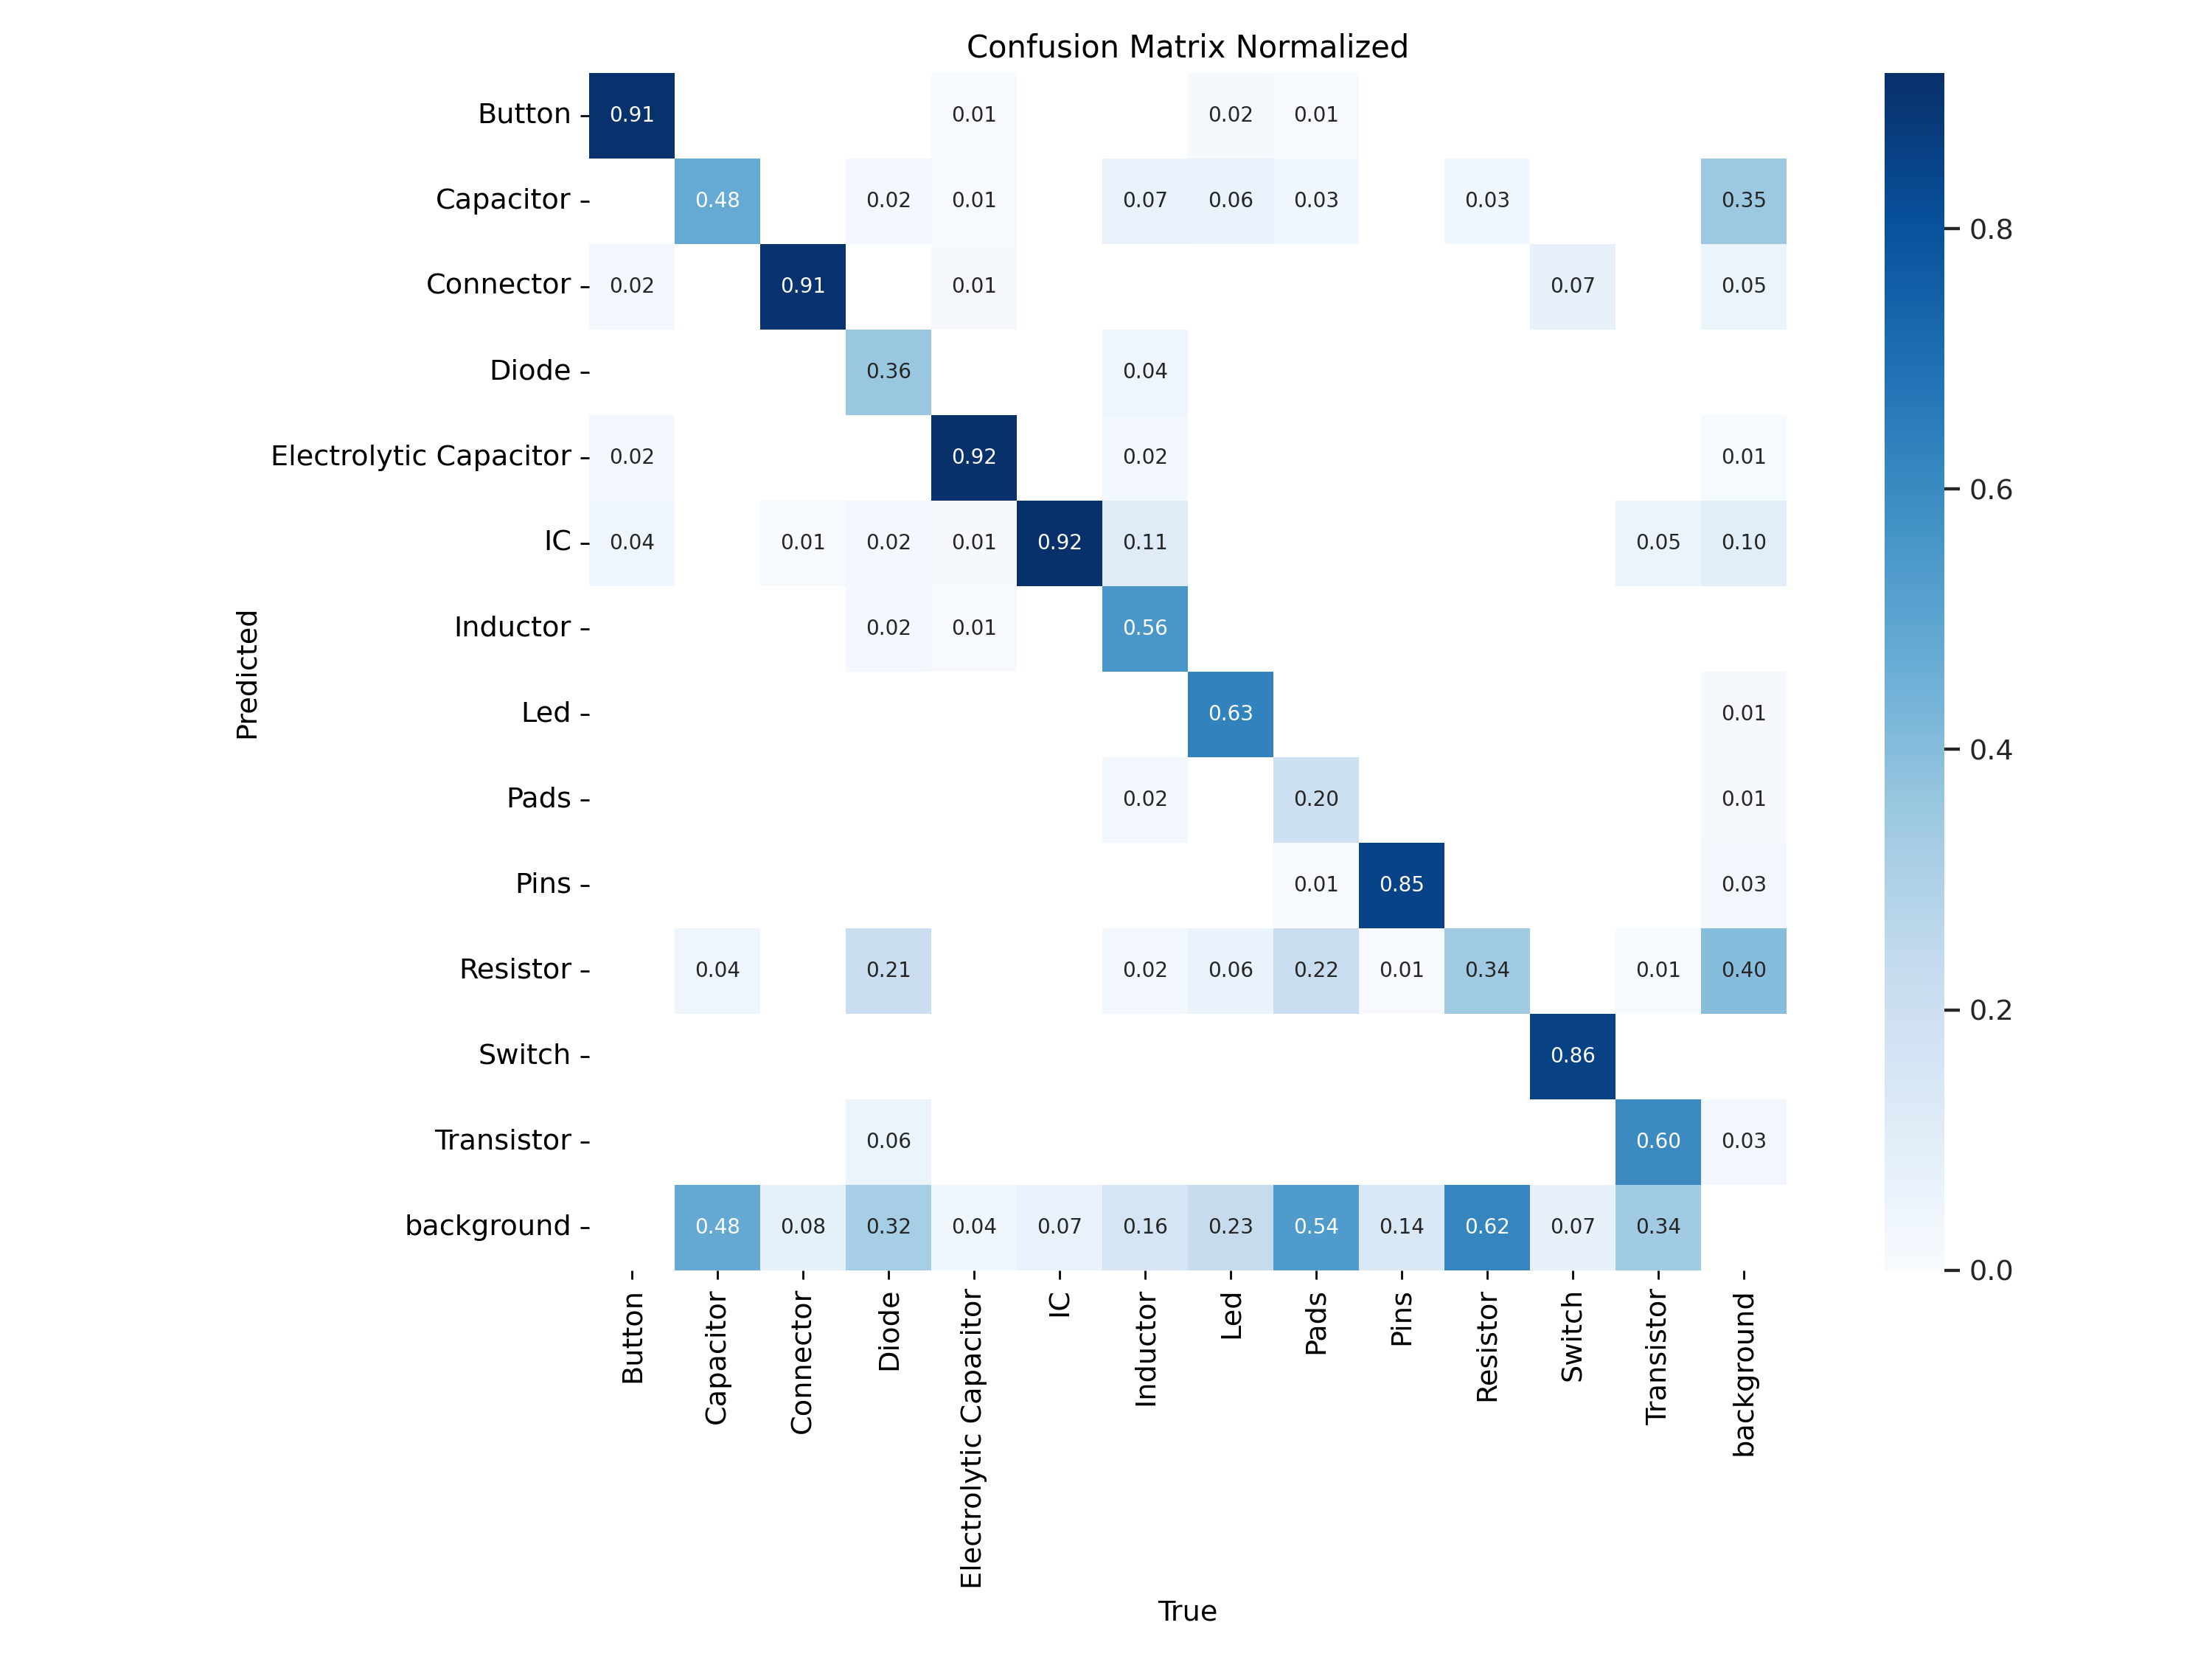 Confusion Matrix Normalized
Button 0.91 0.01 0.02 0.01
Capacitor 0.48 0.02 0.01 0.07 0.06 0.03 0.03 0.35
Connector 0.02 0.91 0.01 0.07 0.05
Diode 0.36 0.04
Electrolytic Capacitor 0.02 0.92 0.02 0.01
IC 0.04 0.01 0.02 0.01 0.92 0.11 0.05 0.10
Inductor 0.02 0.01 0.56
Led 0.63 0.01
Pads 0.02 0.20 0.01
Pins 0.01 0.85 0.03
Resistor 0.04 0.21 0.02 0.06 0.22 0.01 0.34 0.01 0.40
Switch 0.86
Transistor 0.06 0.60 0.03
background 0.48 0.08 0.32 0.04 0.07 0.16 0.23 0.54 0.14 0.62 0.07 0.34
Predicted
Button
Capacitor
Connector
Diode
Electrolytic Capacitor
IC
Inductor
Led
Pads
Pins
Resistor
Switch
Transistor
background
True
0.8
0.6
0.4
0.2
0.0